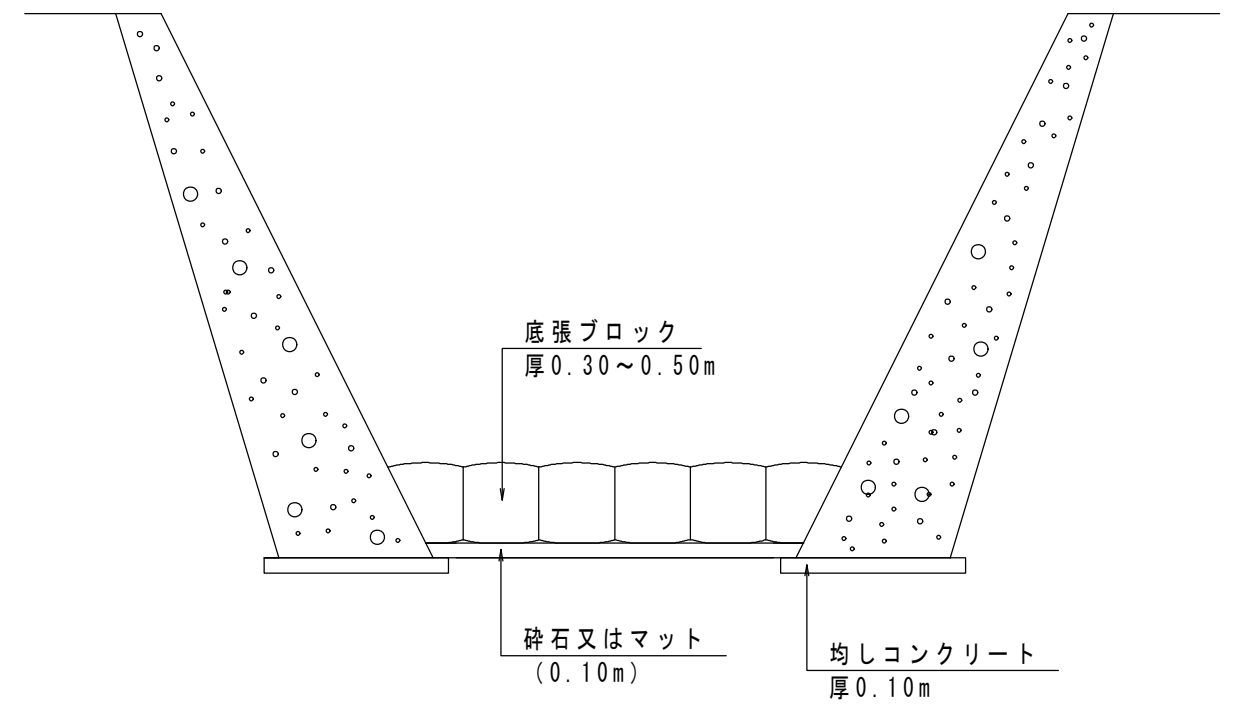 底張ブロック
厚0.30～0.50m
砕石又はマット
(0.10m)
均しコンクリート
厚0.10m